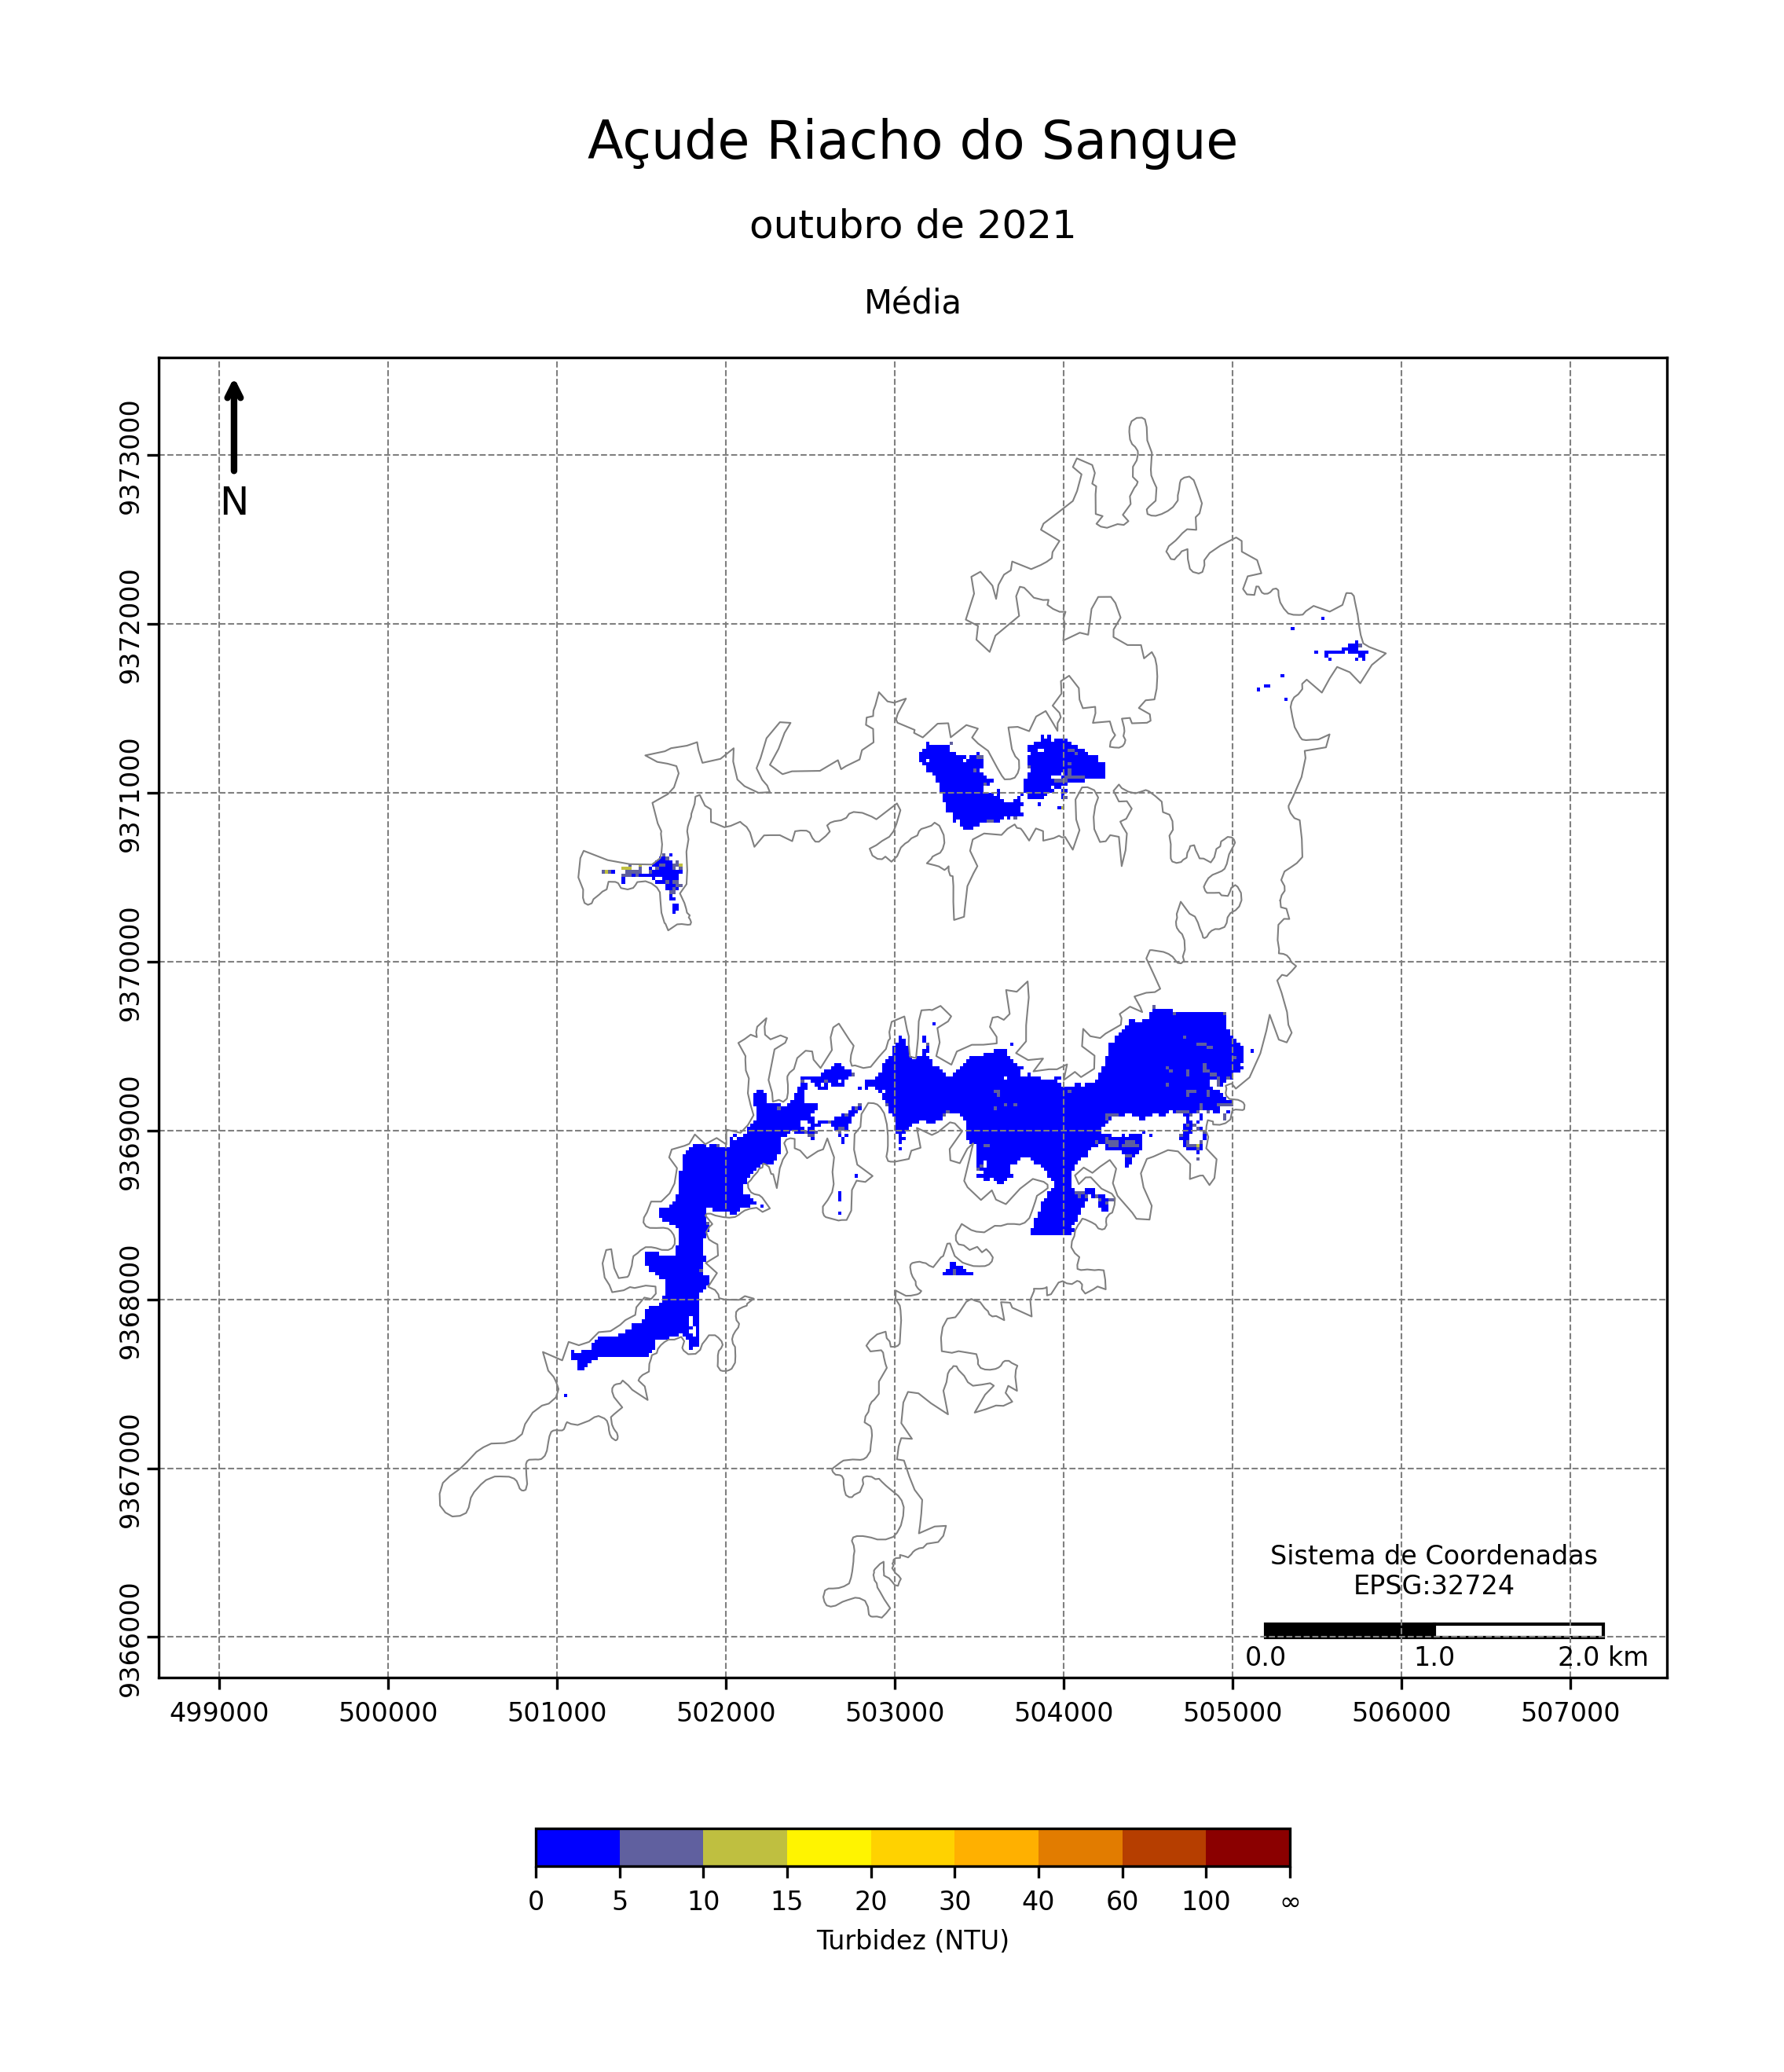 Açude Riacho do Sangue
outubro de 2021
Média
N
9373000
9372000
9371000
9370000
9369000
9368000
9367000
9366000
Sistema de Coordenadas
EPSG:32724
0.0 1.0 2.0 km
499000 500000 501000 502000 503000 504000 505000 506000 507000
0 5 10 15 20 30 40 60 100 ∞
Turbidez (NTU)